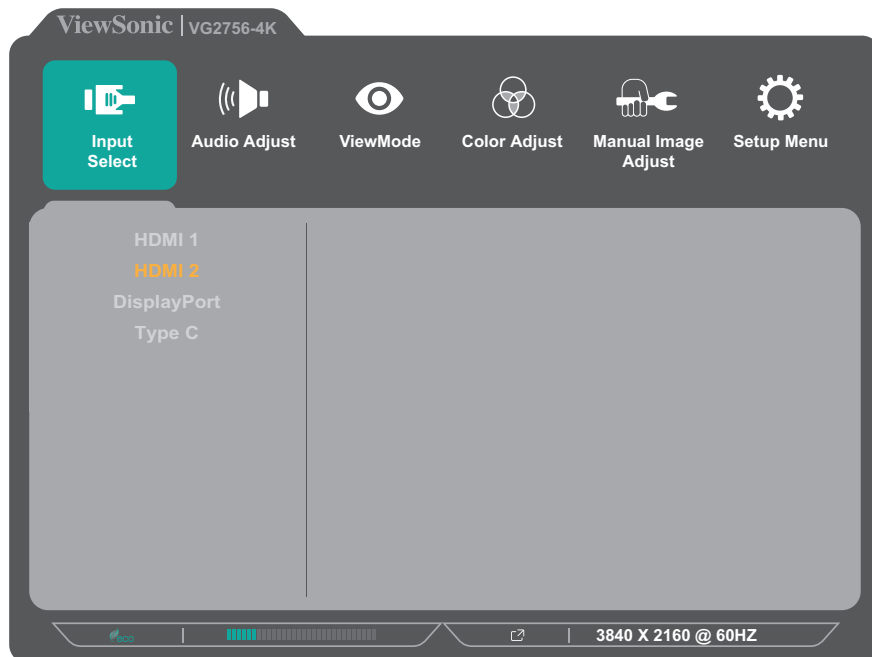 ViewSonic | VG2756-4K
Input
Select
Audio Adjust
ViewMode
Color Adjust
Manual Image
Adjust
Setup Menu
HDMI 1
HDMI 2
DisplayPort
Type C
eco
3840 X 2160 @ 60HZ